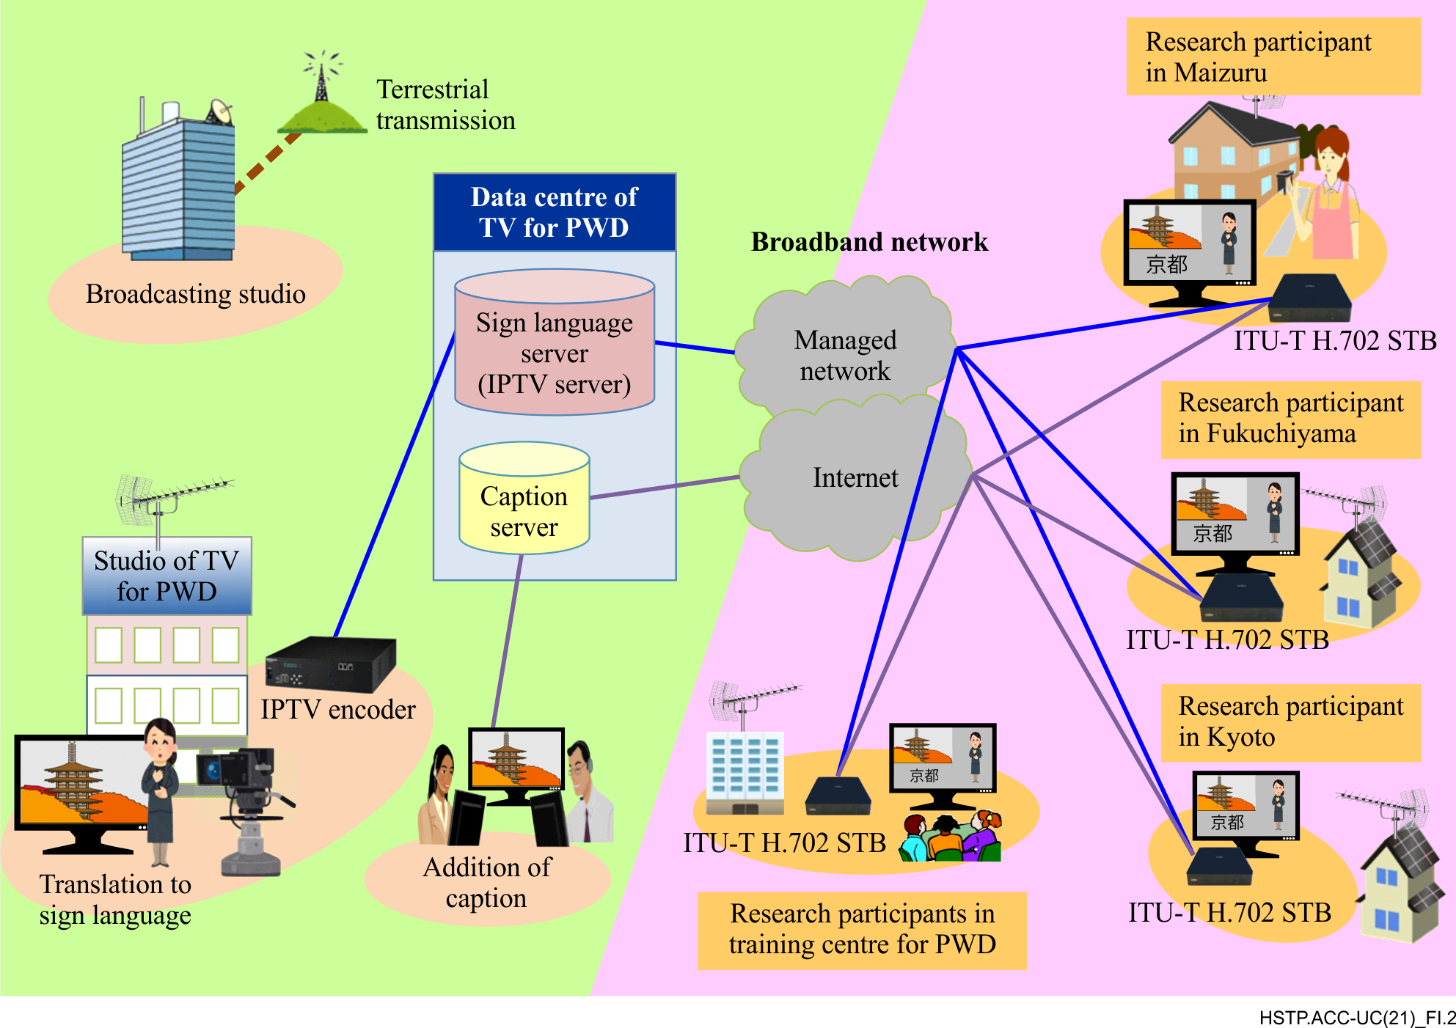 Terrestrial
transmission
Broadcasting studio
Data centre of
TV for PWD
Sign language
server
(IPTV server)
Caption
server
Broadband network
Managed
network
Internet
Studio of TV
for PWD
IPTV encoder
Translation to
sign language
Addition of
caption
Research participant
in Maizuru
京都
ITU-T H.702 STB
Research participant
in Fukuchiyama
京都
ITU-T H.702 STB
Research participant
in Kyoto
京都
ITU-T H.702 STB
京都
ITU-T H.702 STB
Research participants in
training centre for PWD
HSTP.ACC-UC(21)_FI.2